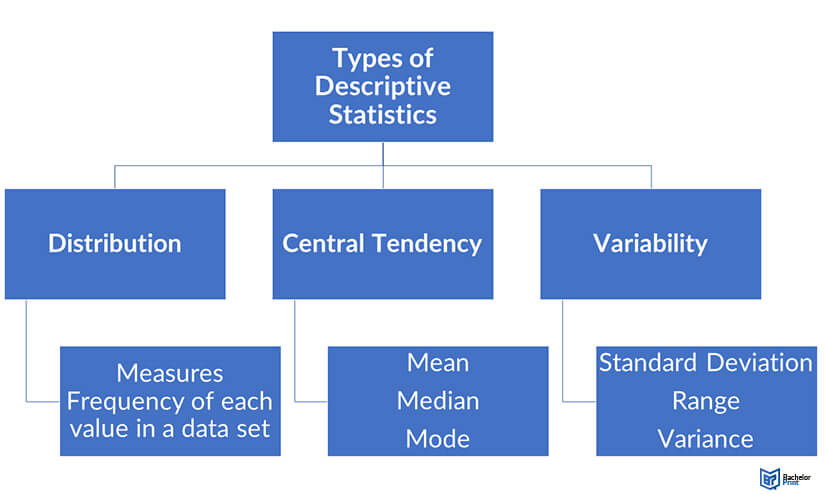 Types of
Descriptive
Statistics
Distribution
Central Tendency
Variability
Measures
Frequency of each
value in a data set
Mean
Median
Mode
Standard Deviation
Range
Variance
BP
Bachelor
Print